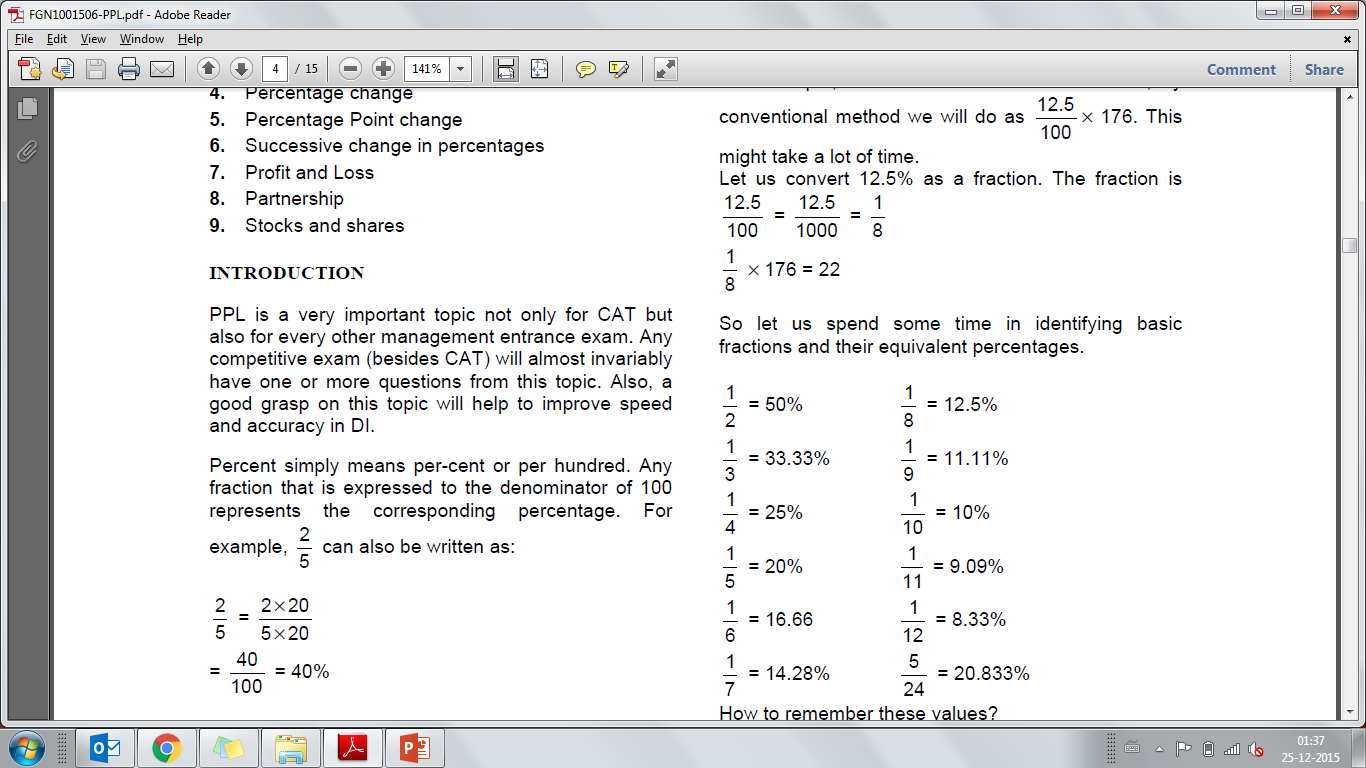 FGN1001506-PPL.pdf - Adobe Reader
File Edit View Window Help
4 / 15 141% Comment Share
4. Percentage change
5. Percentage Point change
6. Successive change in percentages
7. Profit and Loss
8. Partnership
9. Stocks and shares
INTRODUCTION
PPL is a very important topic not only for CAT but
also for every other management entrance exam. Any
competitive exam (besides CAT) will almost invariably
have one or more questions from this topic. Also, a
good grasp on this topic will help to improve speed
and accuracy in DI.
Percent simply means per-cent or per hundred. Any
fraction that is expressed to the denominator of 100
represents the corresponding percentage. For
example, 2/5 can also be written as:
2/5 = 2×20/5×20
= 40/100 = 40%
conventional method we will do as 12.5/100 × 176. This
might take a lot of time.
Let us convert 12.5% as a fraction. The fraction is
12.5/100 = 12.5/1000 = 1/8
1/8 × 176 = 22
So let us spend some time in identifying basic
fractions and their equivalent percentages.
1/2 = 50% 1/8 = 12.5%
1/3 = 33.33% 1/9 = 11.11%
1/4 = 25% 1/10 = 10%
1/5 = 20% 1/11 = 9.09%
1/6 = 16.66 1/12 = 8.33%
1/7 = 14.28% 5/24 = 20.833%
How to remember these values?
01:37
25-12-2015